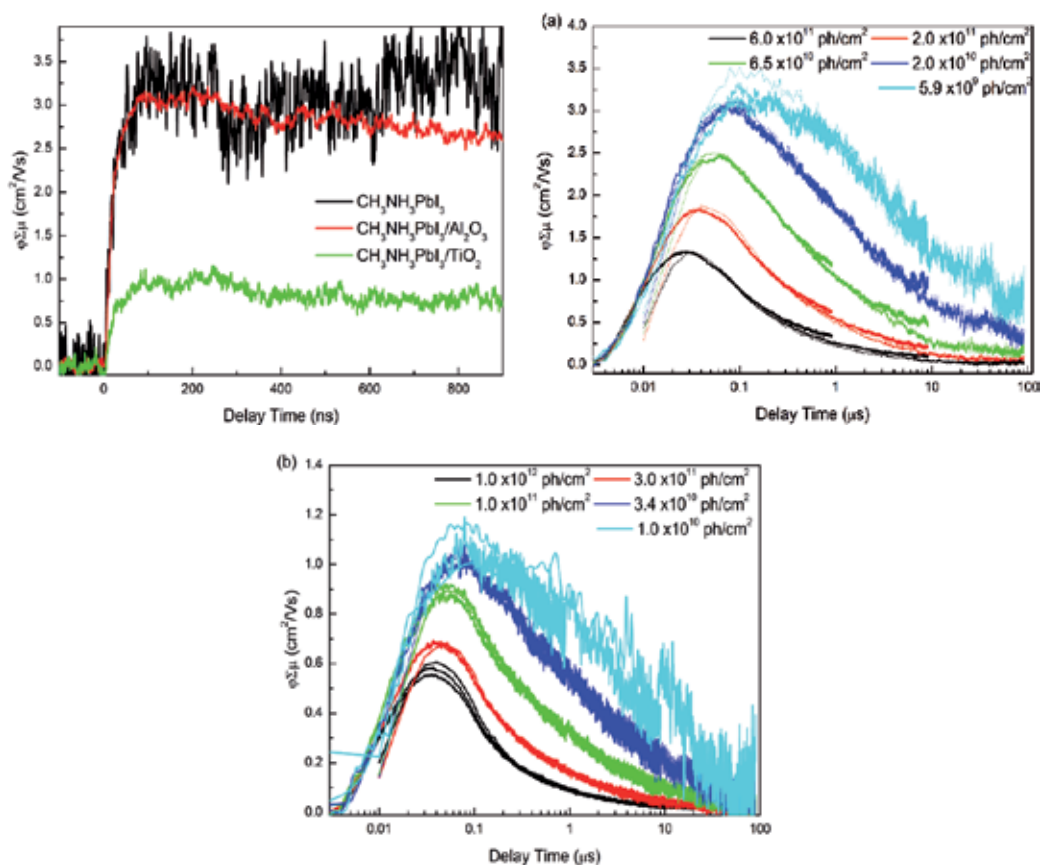 φΣμ (cm²/Vs)
3.5
3.0
2.5
2.0
1.5
1.0
0.5
0.0
CH₃NH₃PbI₃
CH₃NH₃PbI₃/Al₂O₃
CH₃NH₃PbI₃/TiO₂
0 200 400 600 800
Delay Time (ns)
(a)
φΣμ (cm²/Vs)
4.0
3.5
3.0
2.5
2.0
1.5
1.0
0.5
0.0
6.0 x10¹¹ ph/cm² 2.0 x10¹¹ ph/cm²
6.5 x10¹⁰ ph/cm² 2.0 x10¹⁰ ph/cm²
5.9 x10⁹ ph/cm²
0.01 0.1 1 10 100
Delay Time (μs)
(b)
φΣμ (cm²/Vs)
1.4
1.2
1.0
0.8
0.6
0.4
0.2
0.0
1.0 x10¹² ph/cm² 3.0 x10¹¹ ph/cm²
1.0 x10¹¹ ph/cm² 3.4 x10¹⁰ ph/cm²
1.0 x10¹⁰ ph/cm²
0.01 0.1 1 10 100
Delay Time (μs)